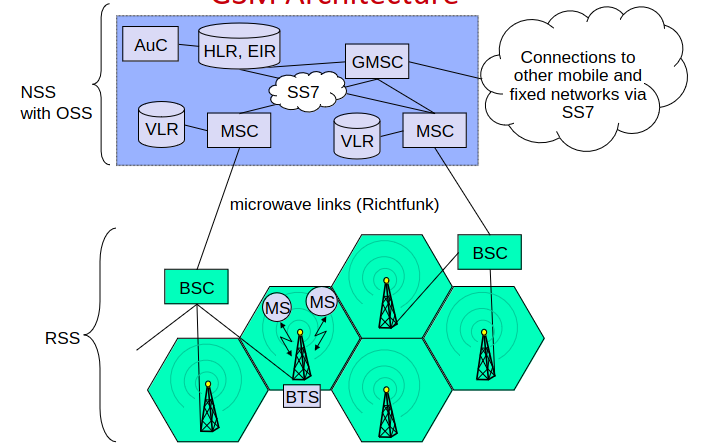 GSM Architecture
AuC
HLR, EIR
GMSC
Connections to
other mobile and
fixed networks via
SS7
NSS
with OSS
SS7
VLR
MSC
VLR
MSC
microwave links (Richtfunk)
BSC
BSC
MS
MS
RSS
BTS